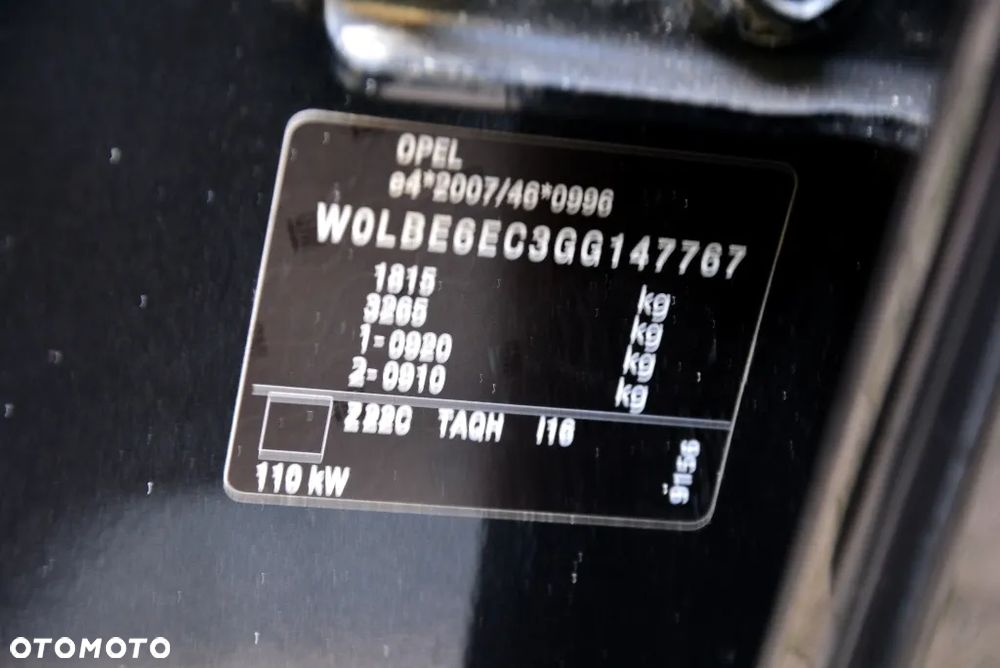 OPEL
e4*2007/46*0996
W0LBE6EC3GG147767
1815 kg
3265 kg
1-0920 kg
2-0910 kg
Z22C TAQH I16
110 kW
9156
OTOMOTO